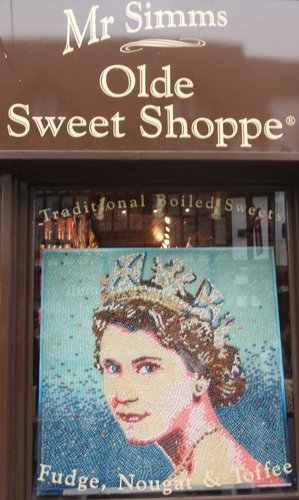 Mr Simms
Olde
Sweet Shoppe®
Traditional Boiled Sweets
Fudge, Nougat & Toffee